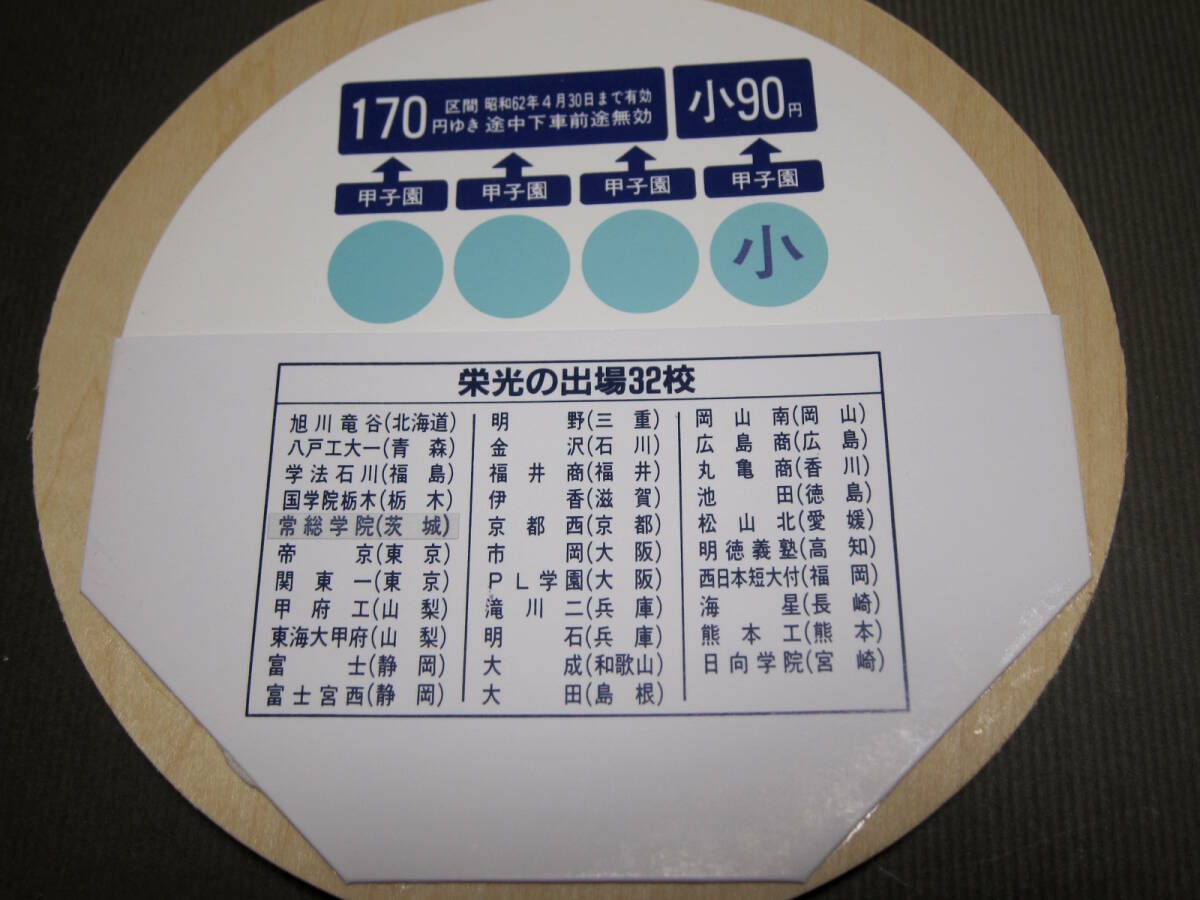 170円ゆき 区間 昭和62年4月30日まで有効
途中下車前途無効
小90円
甲子園 甲子園 甲子園 甲子園
小
栄光の出場32校
旭川竜谷(北海道)
八戸工大一(青森)
学法石川(福島)
国学院栃木(栃木)
常総学院(茨城)
帝京(東京)
関東一(東京)
甲府工(山梨)
東海大甲府(山梨)
富士(静岡)
富士宮西(静岡)
明野(三重)
金沢(石川)
福井商(福井)
伊香(滋賀)
京都西(京都)
市岡(大阪)
PL学園(大阪)
滝川二(兵庫)
明石(兵庫)
大成(和歌山)
大田(島根)
岡山南(岡山)
広島商(広島)
丸亀商(香川)
池田(徳島)
松山北(愛媛)
明徳義塾(高知)
西日本短大付(福岡)
海星(長崎)
熊本工(熊本)
日向学院(宮崎)